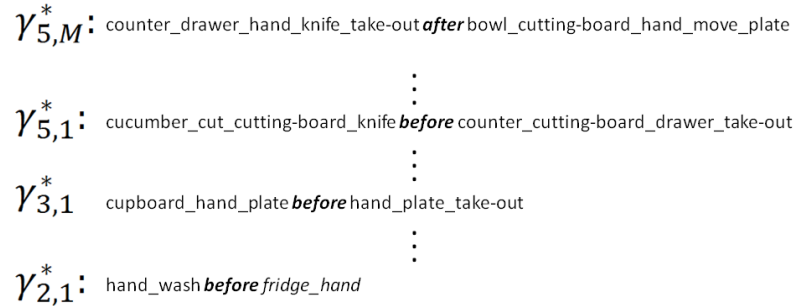 γ*5,M: counter_drawer_hand_knife_take-out after bowl_cutting-board_hand_move_plate
⋮
γ*5,1: cucumber_cut_cutting-board_knife before counter_cutting-board_drawer_take-out
⋮
γ*3,1 cupboard_hand_plate before hand_plate_take-out
⋮
γ*2,1: hand_wash before fridge_hand